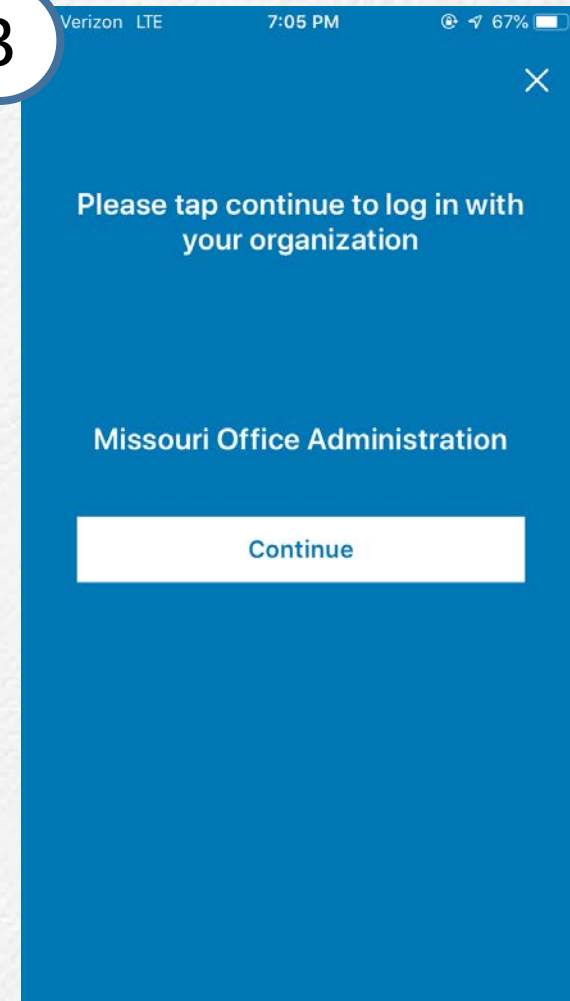 3
Verizon LTE 7:05 PM 67%
Please tap continue to log in with
your organization
Missouri Office Administration
Continue